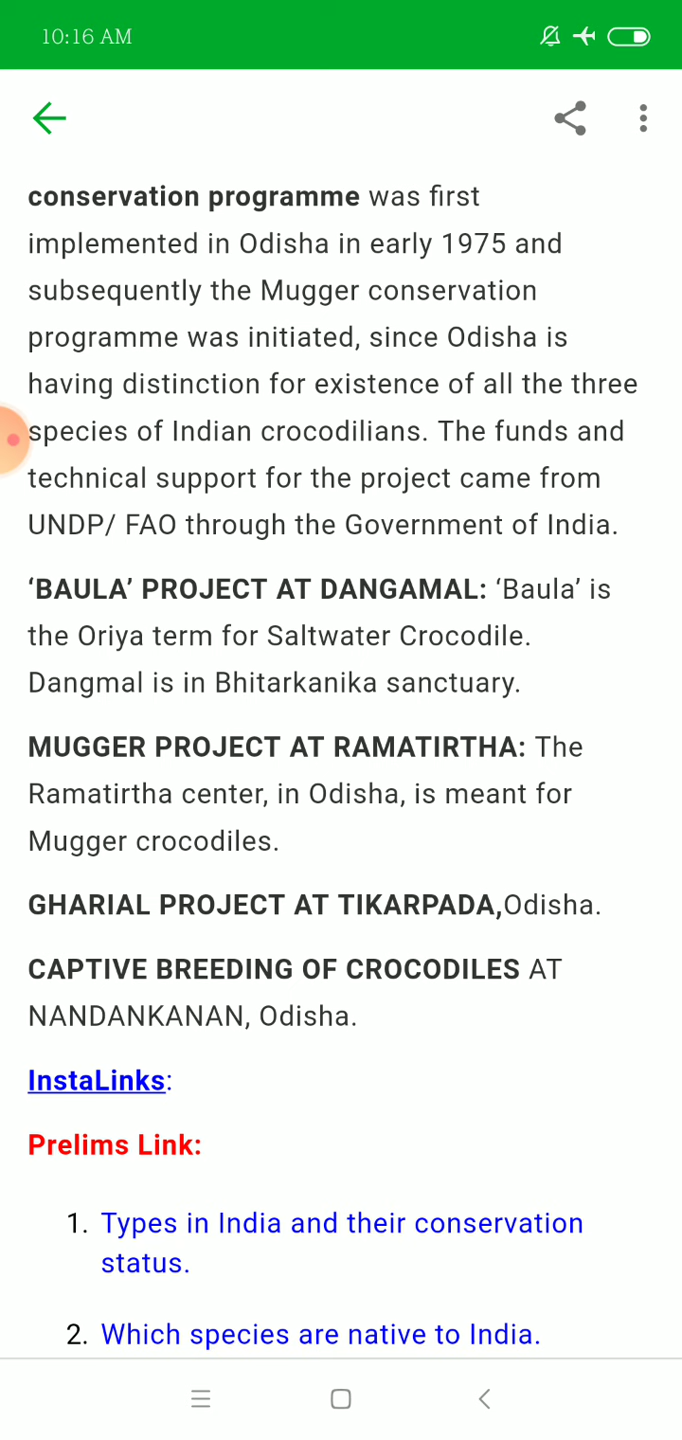 10:16 AM
conservation programme was first
implemented in Odisha in early 1975 and
subsequently the Mugger conservation
programme was initiated, since Odisha is
having distinction for existence of all the three
species of Indian crocodilians. The funds and
technical support for the project came from
UNDP/ FAO through the Government of India.
‘BAULA’ PROJECT AT DANGAMAL: ‘Baula’ is
the Oriya term for Saltwater Crocodile.
Dangmal is in Bhitarkanika sanctuary.
MUGGER PROJECT AT RAMATIRTHA: The
Ramatirtha center, in Odisha, is meant for
Mugger crocodiles.
GHARIAL PROJECT AT TIKARPADA,Odisha.
CAPTIVE BREEDING OF CROCODILES AT
NANDANKANAN, Odisha.
InstaLinks:
Prelims Link:
1. Types in India and their conservation
status.
2. Which species are native to India.